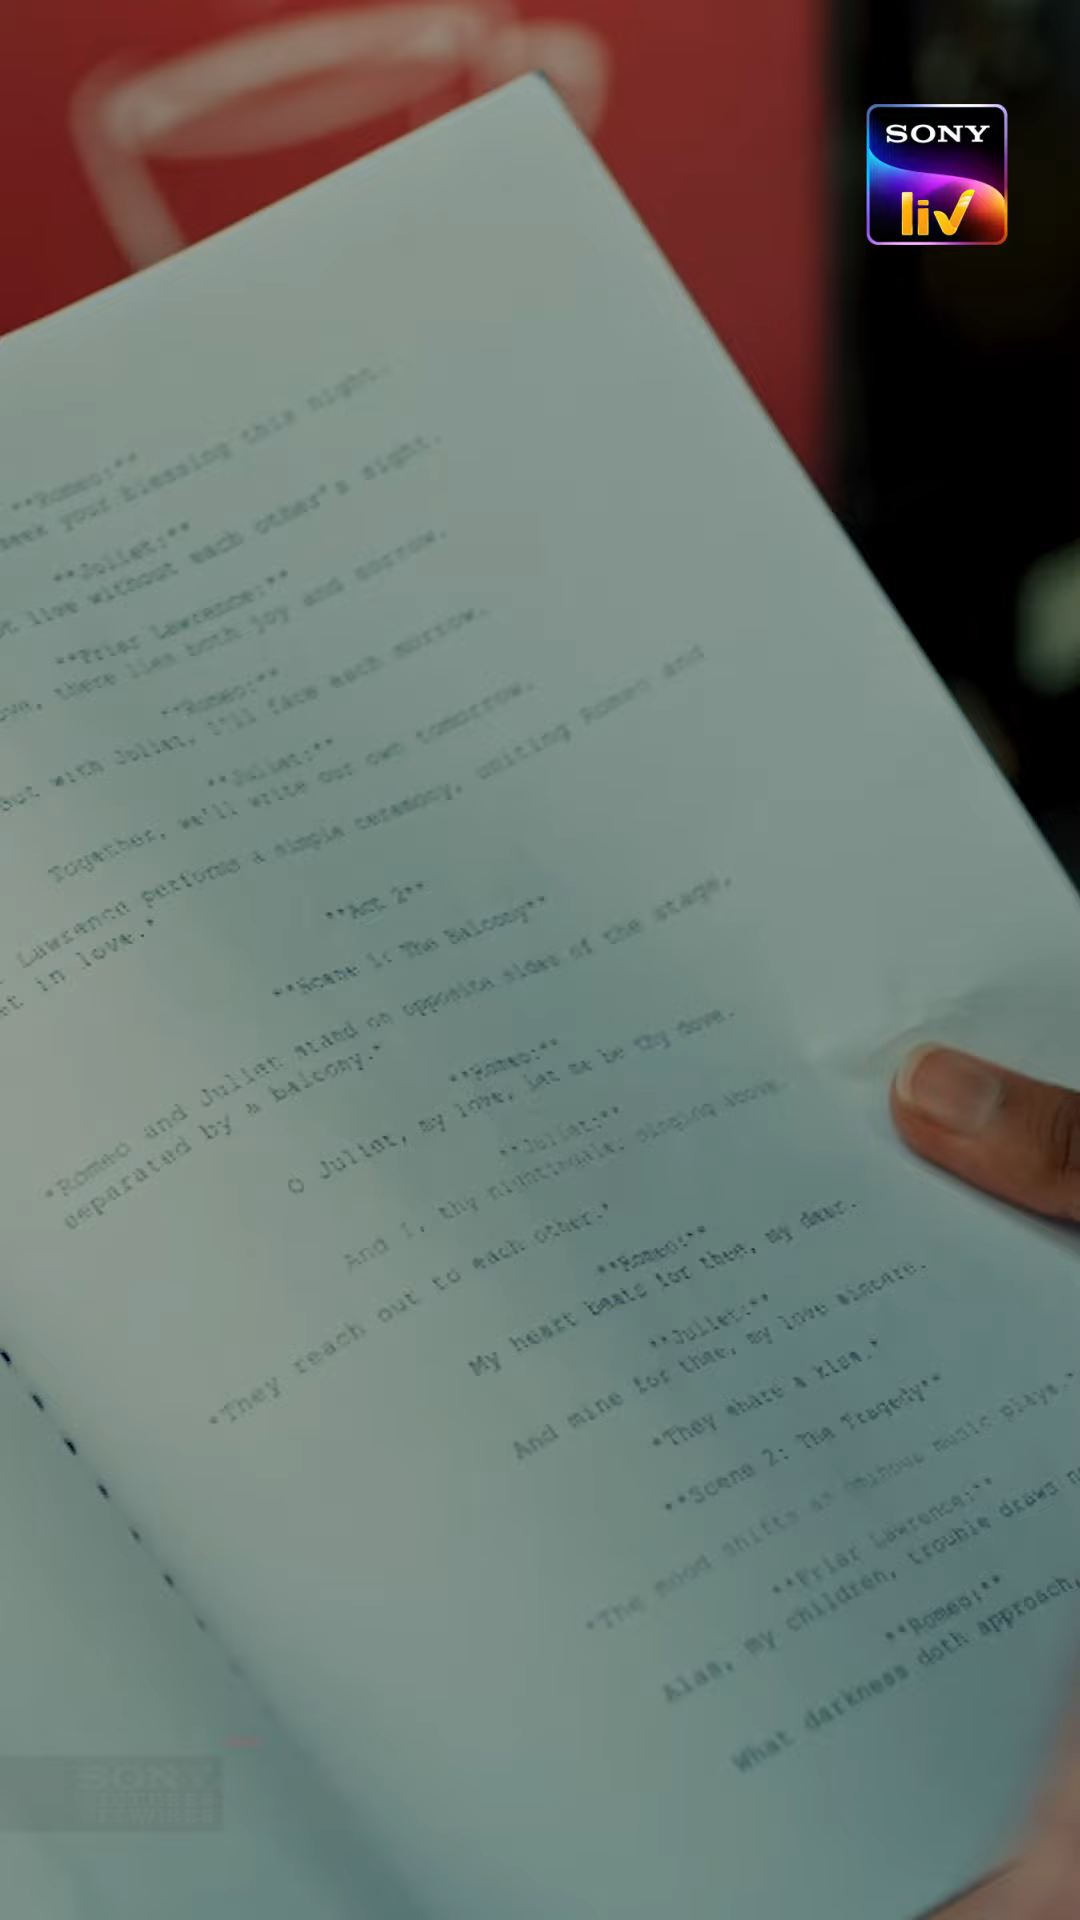 SONY
liv
**Romeo:**
seek your blessing this night.
**Juliet:**
live without each other's sight.
**Friar Lawrence:**
there lies both joy and sorrow.
**Romeo:**
But with Juliet, I'll face each morrow.
**Juliet:**
Together, we'll write our own tomorrow.
Lawrence performs a simple ceremony, uniting Romeo and
in love.*
**Act 2**
**Scene 1: The Balcony**
*Romeo and Juliet stand on opposite sides of the stage,
separated by a balcony.*
**Romeo:**
O Juliet, my love, let me be thy dove.
**Juliet:**
And I, thy nightingale, singing above.
*They reach out to each other.*
**Romeo:**
My heart beats for thee, my dear.
**Juliet:**
And mine for thee, my love sincere.
*They share a kiss.*
**Scene 2: The Tragedy**
*The mood shifts as ominous music plays.*
**Friar Lawrence:**
Alas, my children, trouble draws
**Romeo:**
What darkness doth approach,
SONY